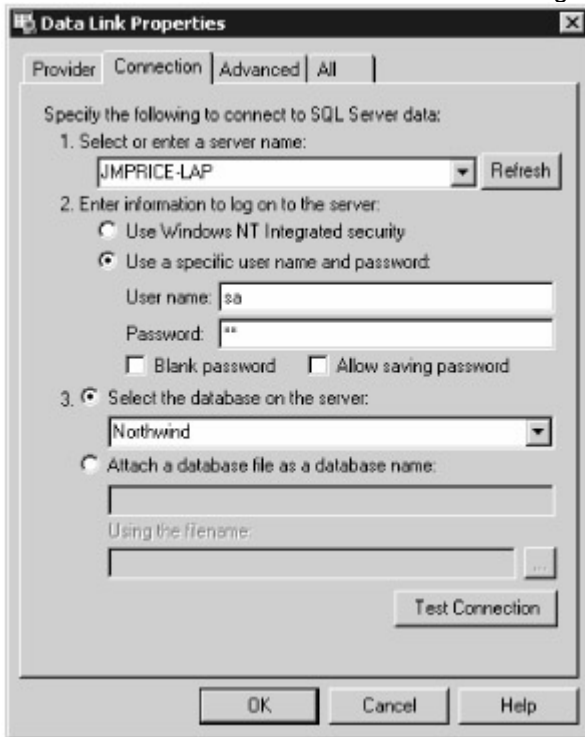 Data Link Properties
Provider Connection Advanced All
Specify the following to connect to SQL Server data:
1. Select or enter a server name:
JMPRICE-LAP Refresh
2. Enter information to log on to the server:
Use Windows NT Integrated security
Use a specific user name and password:
User name: sa
Password: **
Blank password Allow saving password
3. Select the database on the server:
Northwind
Attach a database file as a database name:
Using the filename:
...
Test Connection
OK Cancel Help